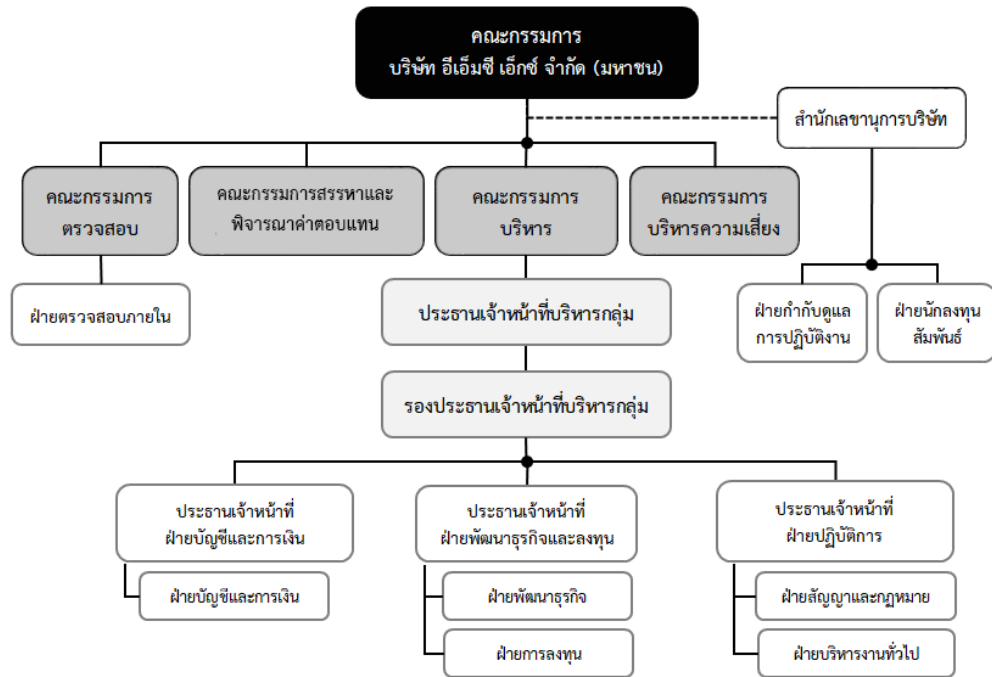 คณะกรรมการ
บริษัท อีเอ็มซี เอ็กซ์ จำกัด (มหาชน)
สำนักเลขานุการบริษัท
คณะกรรมการ
ตรวจสอบ
คณะกรรมการสรรหาและ
พิจารณาค่าตอบแทน
คณะกรรมการ
บริหาร
คณะกรรมการ
บริหารความเสี่ยง
ฝ่ายตรวจสอบภายใน
ประธานเจ้าหน้าที่บริหารกลุ่ม
ฝ่ายกำกับดูแล
การปฏิบัติงาน
ฝ่ายนักลงทุน
สัมพันธ์
รองประธานเจ้าหน้าที่บริหารกลุ่ม
ประธานเจ้าหน้าที่
ฝ่ายบัญชีและการเงิน
ประธานเจ้าหน้าที่
ฝ่ายพัฒนาธุรกิจและลงทุน
ประธานเจ้าหน้าที่
ฝ่ายปฏิบัติการ
ฝ่ายบัญชีและการเงิน
ฝ่ายพัฒนาธุรกิจ
ฝ่ายสัญญาและกฎหมาย
ฝ่ายการลงทุน
ฝ่ายบริหารงานทั่วไป